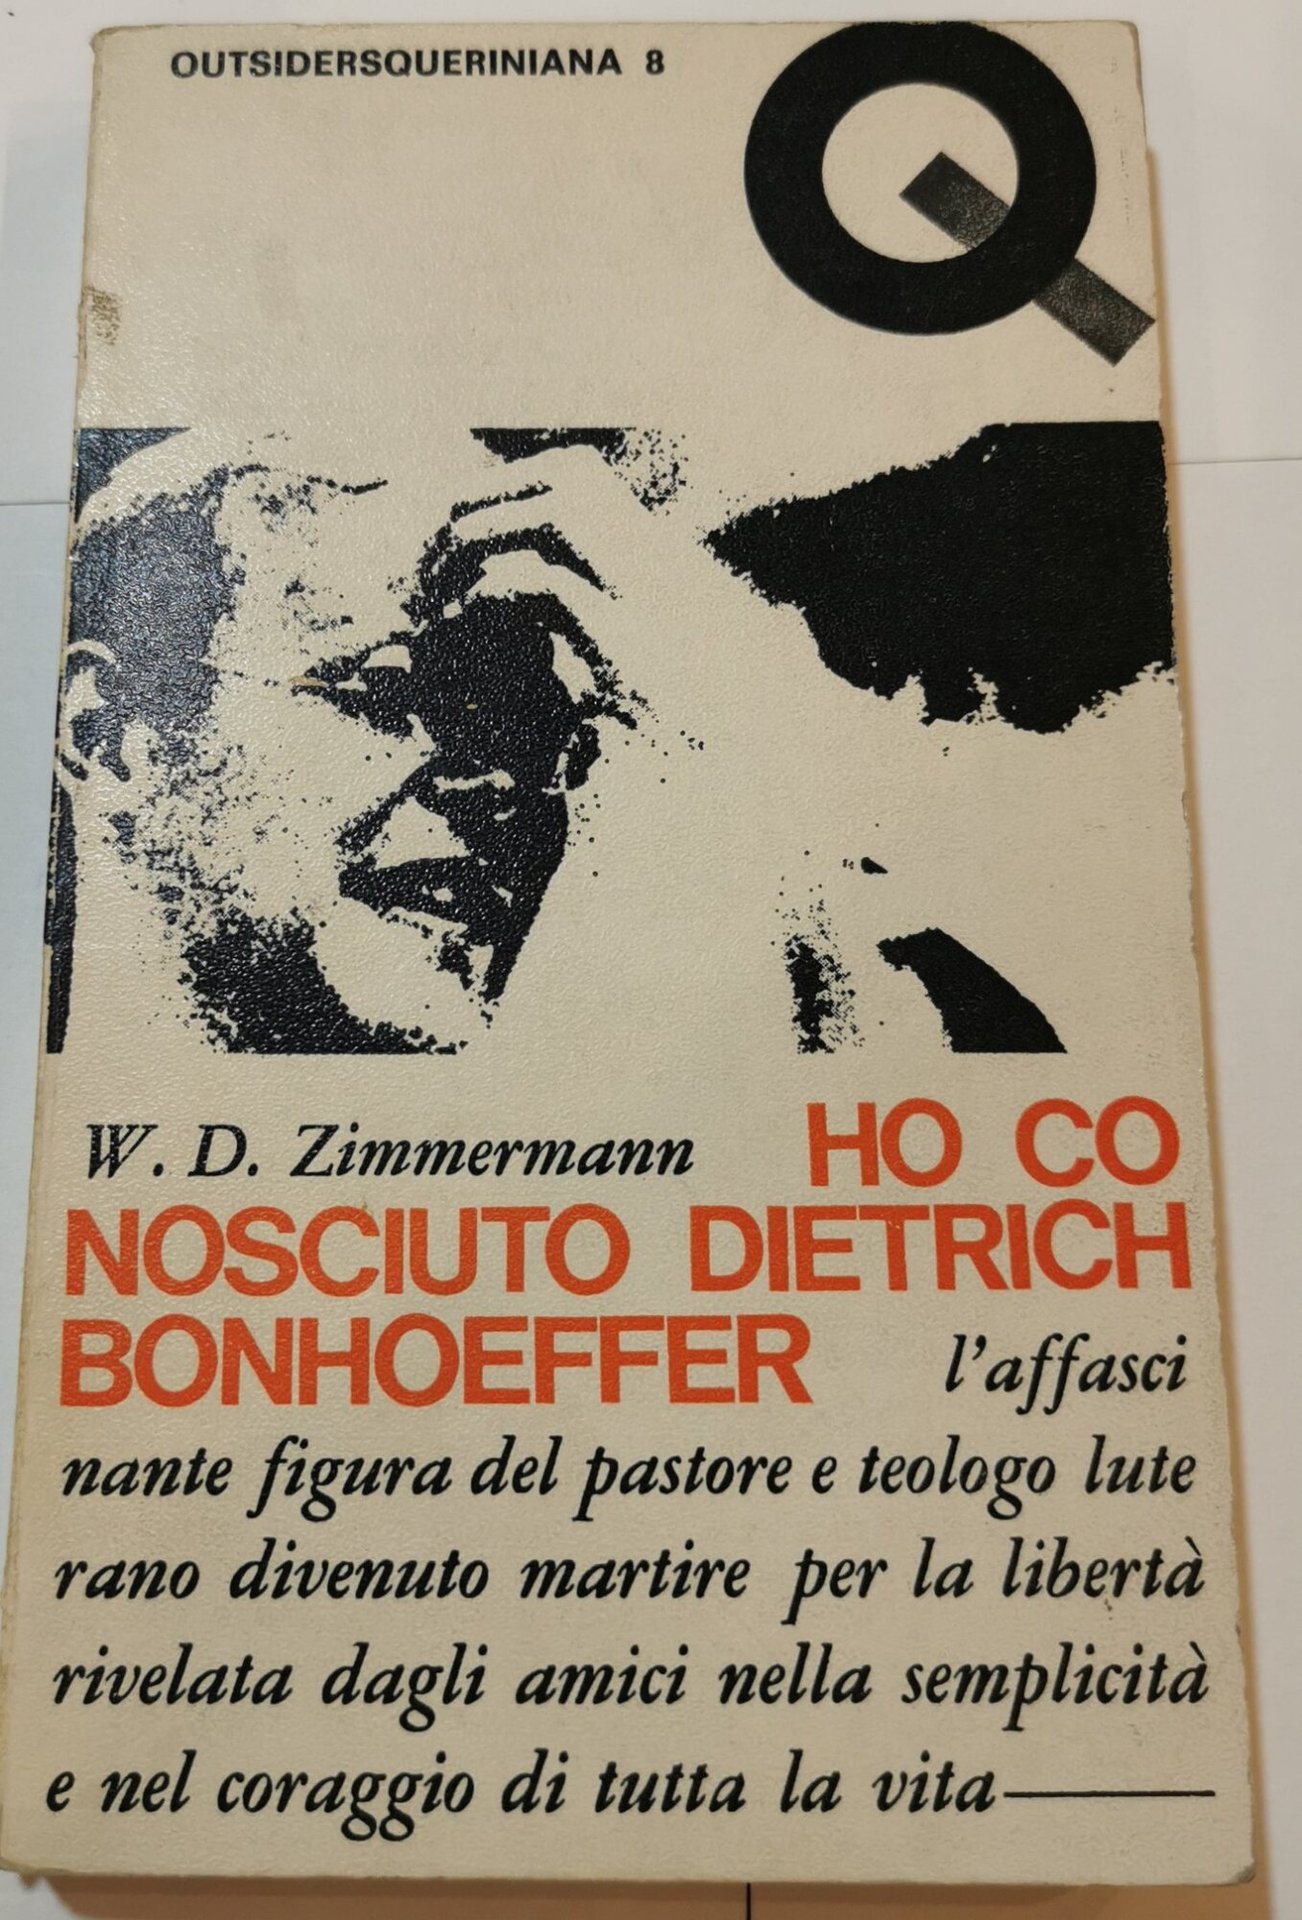 OUTSIDERSQUERINIANA 8
Q
W. D. Zimmermann HO CO
NOSCIUTO DIETRICH
BONHOEFFER l'affasci
nante figura del pastore e teologo lute
rano divenuto martire per la libertà
rivelata dagli amici nella semplicità
e nel coraggio di tutta la vita